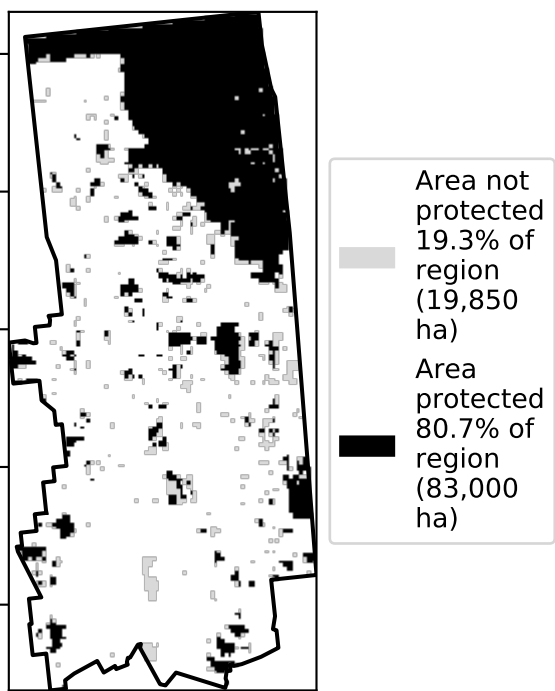 Area not
protected
19.3% of
region
(19,850
ha)
Area
protected
80.7% of
region
(83,000
ha)